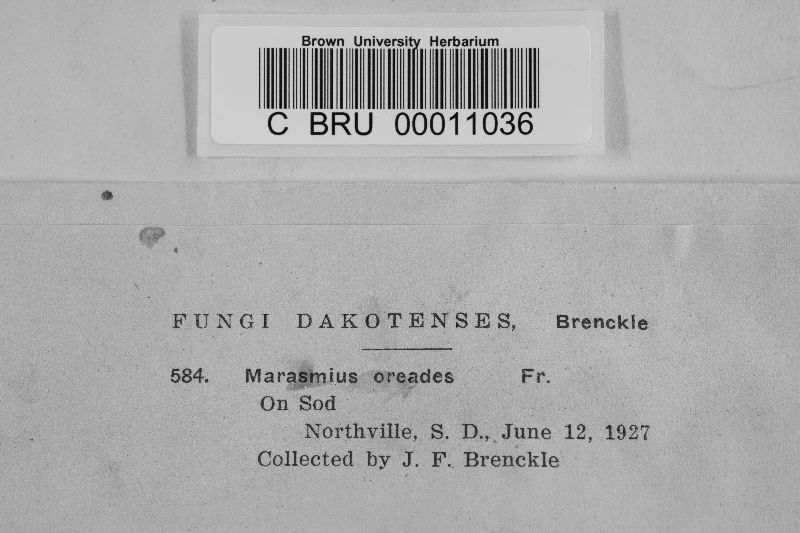 Brown University Herbarium
C BRU 00011036
FUNGI DAKOTENSES, Brenckle
584. Marasmius oreades Fr.
On Sod
Northville, S. D., June 12, 1927
Collected by J. F. Brenckle